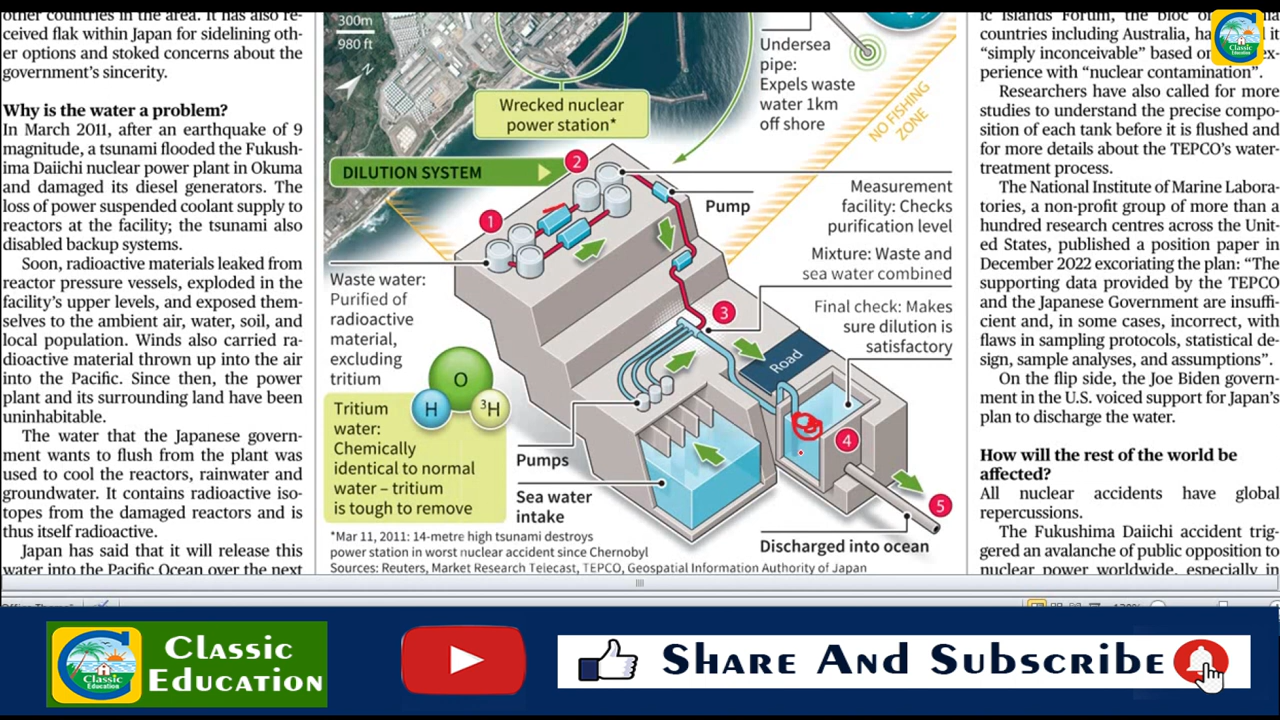 other countries in the area. It has also re-
ceived flak within Japan for sidelining oth-
er options and stoked concerns about the
government's sincerity.
Why is the water a problem?
In March 2011, after an earthquake of 9
magnitude, a tsunami flooded the Fukush-
ima Daiichi nuclear power plant in Okuma
and damaged its diesel generators. The
loss of power suspended coolant supply to
reactors at the facility; the tsunami also
disabled backup systems.
Soon, radioactive materials leaked from
reactor pressure vessels, exploded in the
facility's upper levels, and exposed them-
selves to the ambient air, water, soil, and
local population. Winds also carried ra-
dioactive material thrown up into the air
into the Pacific. Since then, the power
plant and its surrounding land have been
uninhabitable.
The water that the Japanese govern-
ment wants to flush from the plant was
used to cool the reactors, rainwater and
groundwater. It contains radioactive iso-
topes from the damaged reactors and is
thus itself radioactive.
Japan has said that it will release this
water into the Pacific Ocean over the next
300m
980 ft
N
Wrecked nuclear
power station*
Undersea
pipe:
Expels waste
water 1km
off shore
NO FISHING
ZONE
DILUTION SYSTEM
1
2
Pump
Measurement
facility: Checks
purification level
Mixture: Waste and
sea water combined
Final check: Makes
sure dilution is
satisfactory
Waste water:
Purified of
radioactive
material,
excluding
tritium
3
Road
O
H
³H
Tritium
water:
Chemically
identical to normal
water – tritium
is tough to remove
Pumps
Sea water
intake
4
5
Discharged into ocean
*Mar 11, 2011: 14-metre high tsunami destroys
power station in worst nuclear accident since Chernobyl
Sources: Reuters, Market Research Telecast, TEPCO, Geospatial Information Authority of Japan
countries including Australia, ha
"simply inconceivable" based on
perience with "nuclear contamination".
Researchers have also called for more
studies to understand the precise compo-
sition of each tank before it is flushed and
for more details about the TEPCO's water-
treatment process.
The National Institute of Marine Labora-
tories, a non-profit group of more than a
hundred research centres across the Unit-
ed States, published a position paper in
December 2022 excoriating the plan: "The
supporting data provided by the TEPCO
and the Japanese Government are insuffi-
cient and, in some cases, incorrect, with
flaws in sampling protocols, statistical de-
sign, sample analyses, and assumptions".
On the flip side, the Joe Biden govern-
ment in the U.S. voiced support for Japan's
plan to discharge the water.
How will the rest of the world be
affected?
All nuclear accidents have global
repercussions.
The Fukushima Daiichi accident trig-
gered an avalanche of public opposition to
nuclear power worldwide, especially in
Classic
Education
Classic
Education
Classic
Education
Share And Subscribe